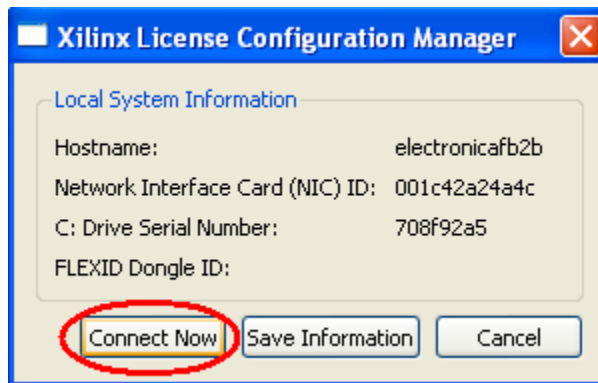 Xilinx License Configuration Manager
Local System Information
Hostname: electronicafb2b
Network Interface Card (NIC) ID: 001c42a24a4c
C: Drive Serial Number: 708f92a5
FLEXID Dongle ID:
Connect Now Save Information Cancel